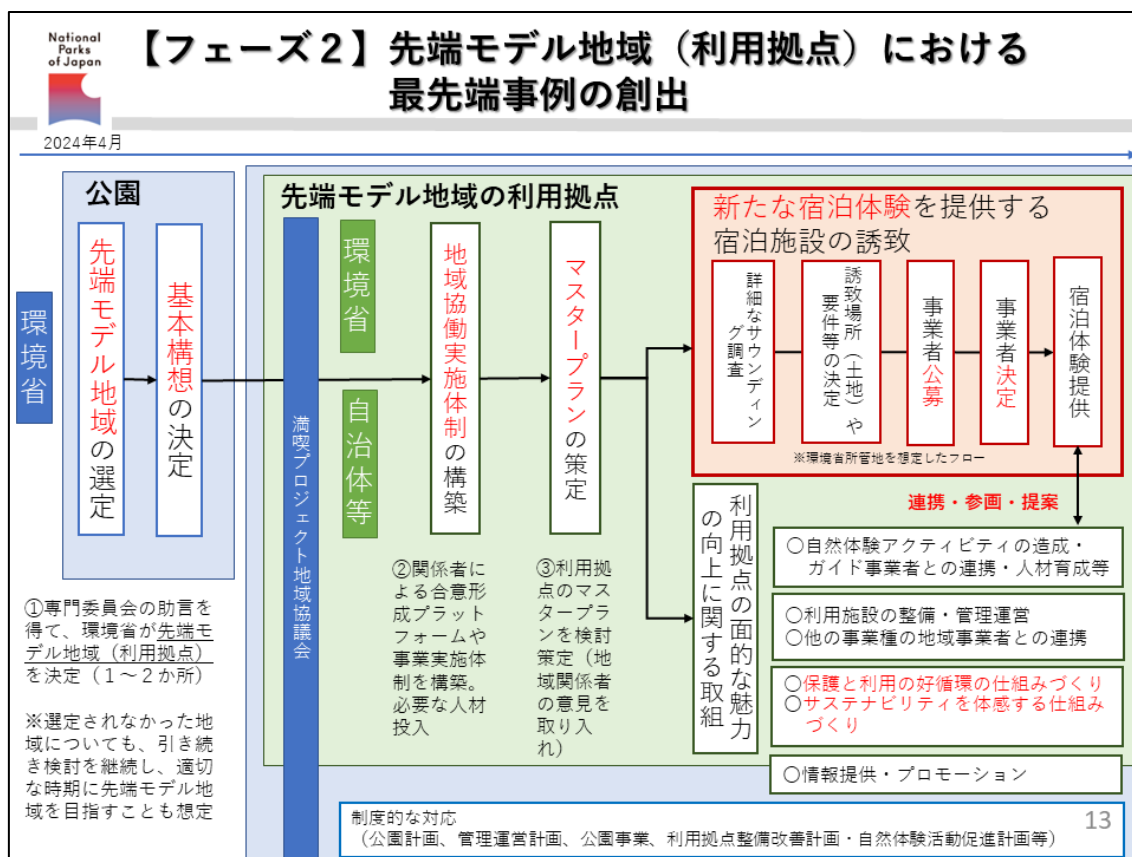 National
Parks
of Japan
【フェーズ２】先端モデル地域（利用拠点）における
最先端事例の創出
2024年4月
環境省
公園
先端モデル地域の選定
基本構想の決定
①専門委員会の助言を
得て、環境省が先端モ
デル地域（利用拠点）
を決定（１～２か所）
※選定されなかった地
域についても、引き続
き検討を継続し、適切
な時期に先端モデル地
域を目指すことも想定
満喫プロジェクト地域協議会
先端モデル地域の利用拠点
環境省
自治体等
地域協働実施体制の構築
②関係者に
よる合意形
成プラット
フォームや
事業実施体
制を構築。
必要な人材
投入
マスタープランの策定
③利用拠
点のマス
タープラ
ンを検討
策定（地
域関係者
の意見を
取り入
れ）
新たな宿泊体験を提供する
宿泊施設の誘致
詳細なサウンディン
グ調査
誘致場所（土地）や
要件等の決定
事業者公募
事業者決定
宿泊体験提供
※環境省所管地を想定したフロー
連携・参画・提案
利用拠点の面的な魅力
の向上に関する取組
○自然体験アクティビティの造成・
ガイド事業者との連携・人材育成等
○利用施設の整備・管理運営
○他の事業種の地域事業者との連携
○保護と利用の好循環の仕組みづくり
○サステナビリティを体感する仕組み
づくり
○情報提供・プロモーション
制度的な対応
（公園計画、管理運営計画、公園事業、利用拠点整備改善計画・自然体験活動促進計画等）
13